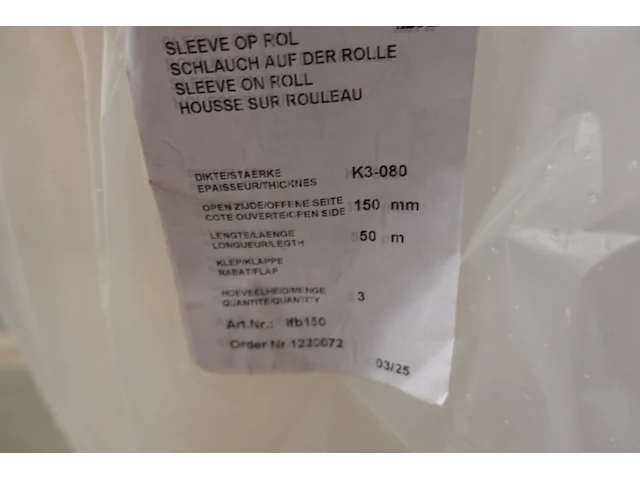 SLEEVE OP ROL
SCHLAUCH AUF DER ROLLE
SLEEVE ON ROLL
HOUSSE SUR ROULEAU
DIKTE/STAERKE K3-080
EPAISSEUR/THICKNES
OPEN ZIJDE/OFFENE SEITE 150 mm
COTE OUVERTE/OPEN SIDE
LENGTE/LAENGE 50 m
LONGUEUR/LEGTH
KLEP/KLAPPE
RABAT/FLAP
HOEVEELHEID/MENGE 3
QUANTITE/QUANTITY
Art.Nr.: lfb150
Order Nr 1220072
03/25